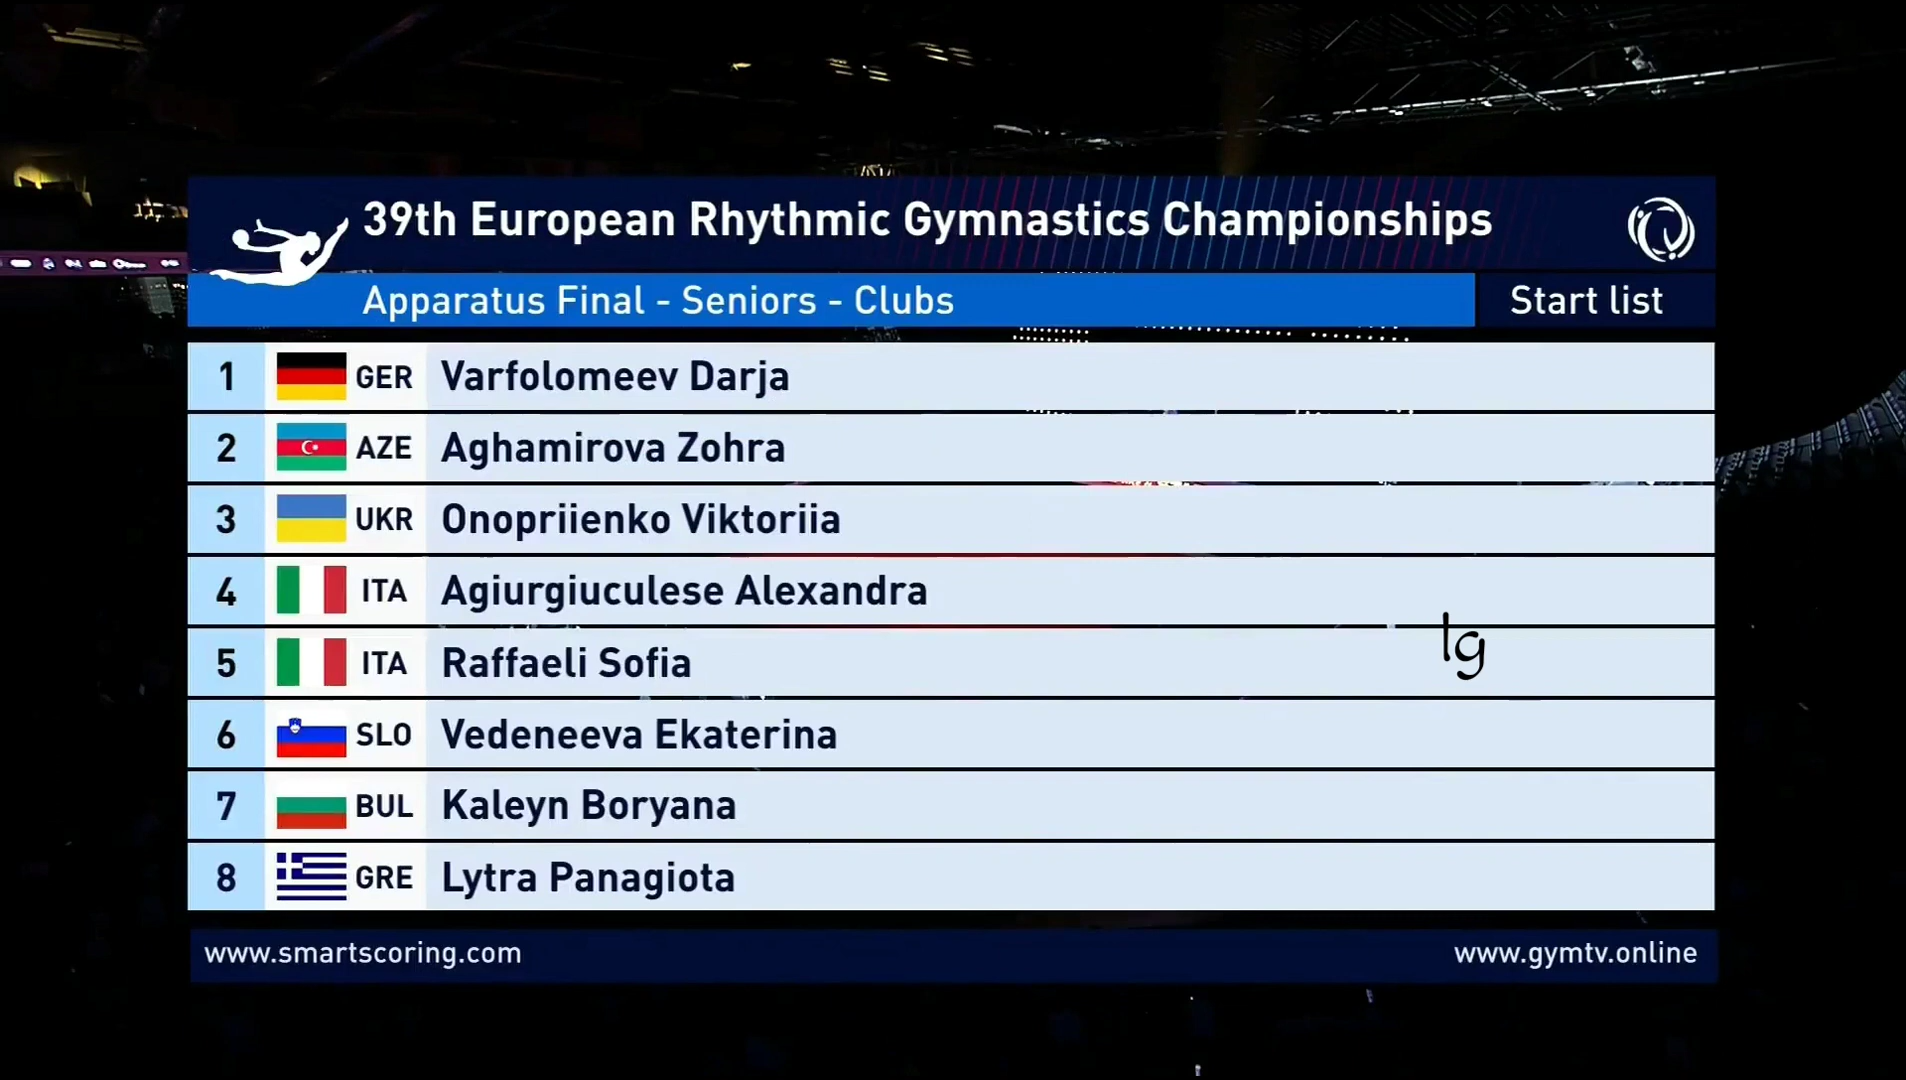 39th European Rhythmic Gymnastics Championships
Apparatus Final - Seniors - Clubs Start list
1 GER Varfolomeev Darja
2 AZE Aghamirova Zohra
3 UKR Onopriienko Viktoriia
4 ITA Agiurgiuculese Alexandra
5 ITA Raffaeli Sofia
lg
6 SLO Vedeneeva Ekaterina
7 BUL Kaleyn Boryana
8 GRE Lytra Panagiota
www.smartscoring.com www.gymtv.online